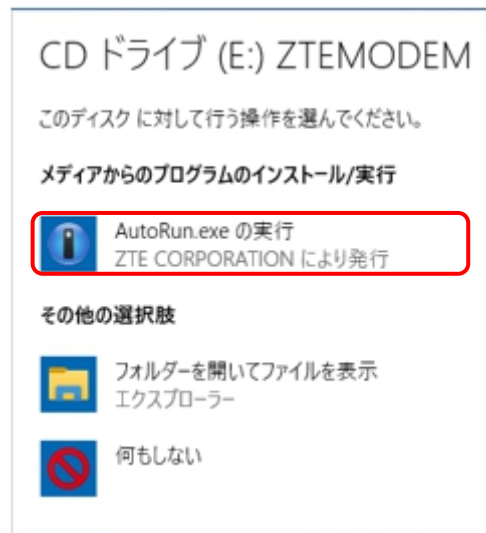 CD ドライブ (E:) ZTEMODEM
このディスク に対して行う操作を選んでください。
メディアからのプログラムのインストール/実行
AutoRun.exe の実行
ZTE CORPORATION により発行
その他の選択肢
フォルダーを開いてファイルを表示
エクスプローラー
何もしない